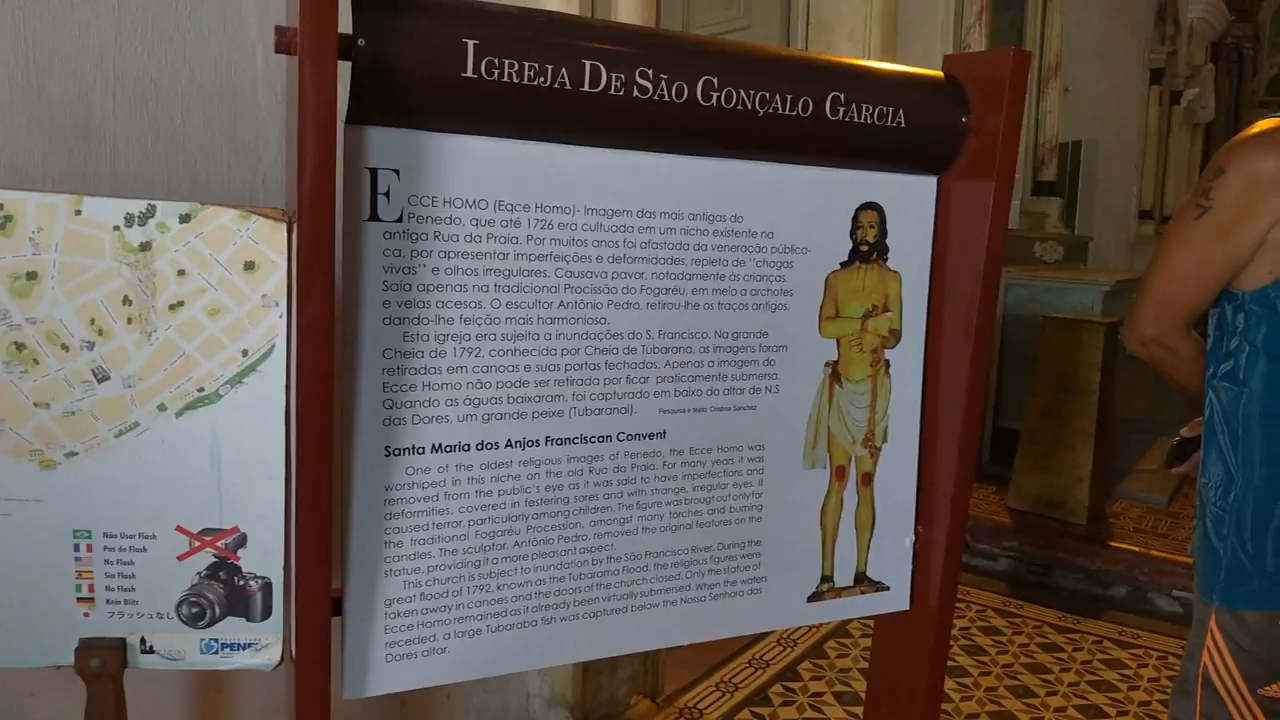 IGREJA DE SÃO GONÇALO GARCIA
ECCE HOMO (Eqce Homo)- Imagem das mais antigas do
Penedo, que até 1726 era cultuada em um nicho existente na
antiga Rua da Praia. Por muitos anos foi afastada da veneração pública-
ca, por apresentar imperfeições e deformidades, repleta de ''chagas
vivas'' e olhos irregulares. Causava pavor, notadamente às crianças.
Saía apenas na tradicional Procissão do Fogaréu, em meio a archotes
e velas acesas. O escultor Antônio Pedro, retirou-lhe os traços antigos,
dando-lhe feição mais harmoniosa.
Esta igreja era sujeita a inundações do S. Francisco. Na grande
Cheia de 1792, conhecida por Cheia de Tubarana, as imagens foram
retiradas em canoas e suas portas fechadas. Apenas a imagem do
Ecce Homo não pode ser retirada por ficar praticamente submersa.
Quando as águas baixaram, foi capturado em baixo do altar de N.S
das Dores, um grande peixe (Tubaranal).
Pesquisa e texto: Cristina Sanchez
Santa Maria dos Anjos Franciscan Convent
One of the oldest religious images of Penedo, the Ecce Homo was
worshiped in this niche on the old Rua da Praia. For many years it was
removed from the public's eye as it was said to have imperfections and
deformities, covered in festering sores and with strange, irregular eyes. It
caused terror, particularly among children. The figure was brougt out only for
the traditional Fogaréu Procession, amongst many torches and burning
candles. The sculptor, Antônio Pedro, removed the original features on the
statue, providing it a more pleasant aspect.
This church is subject to inundation by the São Francisco River. During the
great flood of 1792, known as the Tubarama Flood, the religious figures were
taken away in canoes and the doors of the church closed. Only the statue of
Ecce Homo remained as it already been virtually submersed. When the waters
receded, a large Tubaraba fish was captured below the Nossa Senhora das
Dores altar.
Não Usar Flash
Pas de Flash
No Flash
Sin Flash
No Flash
Kein Blitz
フラッシュなし